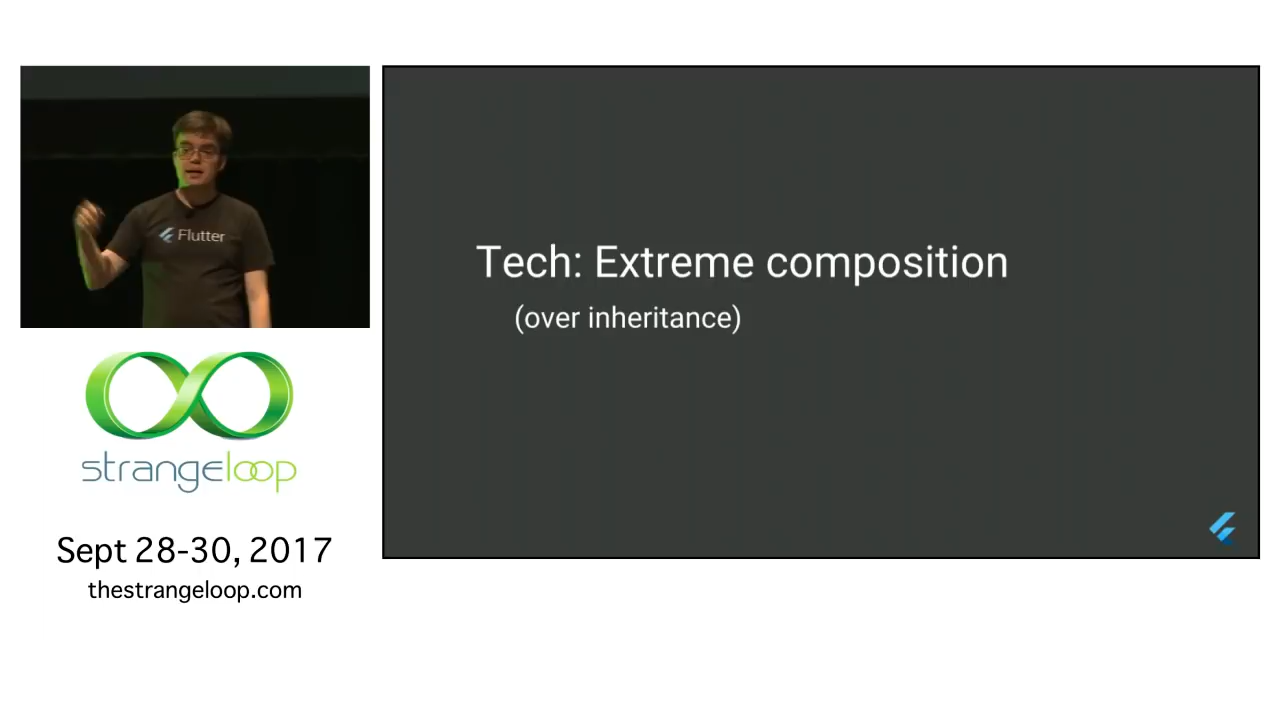 Flutter
Tech: Extreme composition
(over inheritance)
strangeloop
Sept 28-30, 2017
thestrangeloop.com